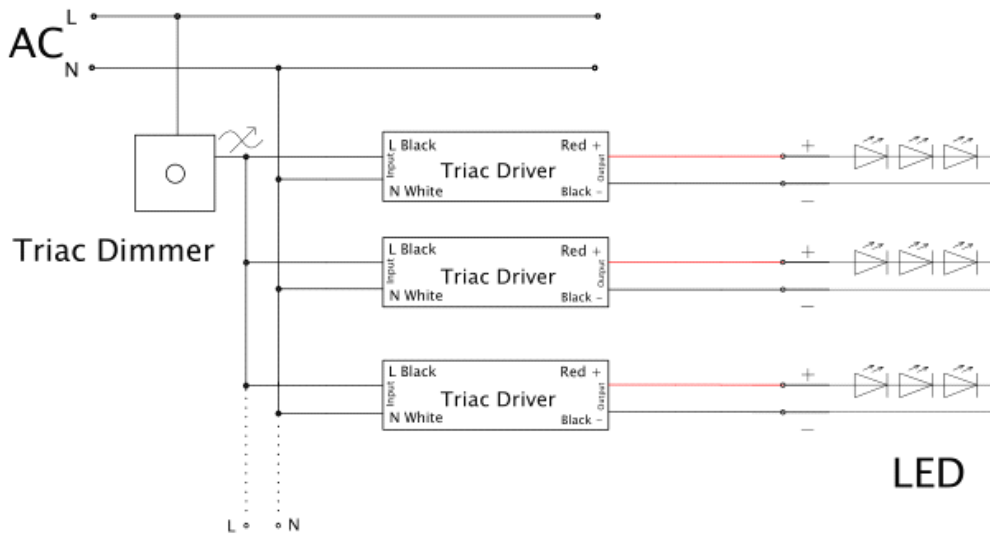 L
AC
N
L Black
Red +
Input
Triac Driver
Output
N White
Black -
Triac Dimmer
L Black
Red +
Input
Triac Driver
Output
N White
Black -
L Black
Red +
Input
Triac Driver
Output
N White
Black -
+
−
+
−
+
−
LED
L
N